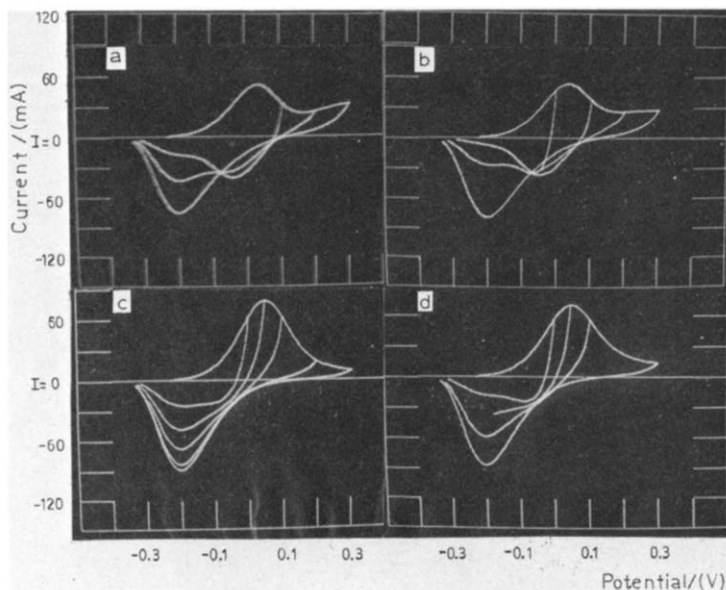 120
a
b
60
I=0
-60
-120
Current/(mA)
c
d
50
I=0
-60
-120
-0.3 -0.1 0.1 0.3 -0.3 -0.1 0.1 0.3
Potential/(V)